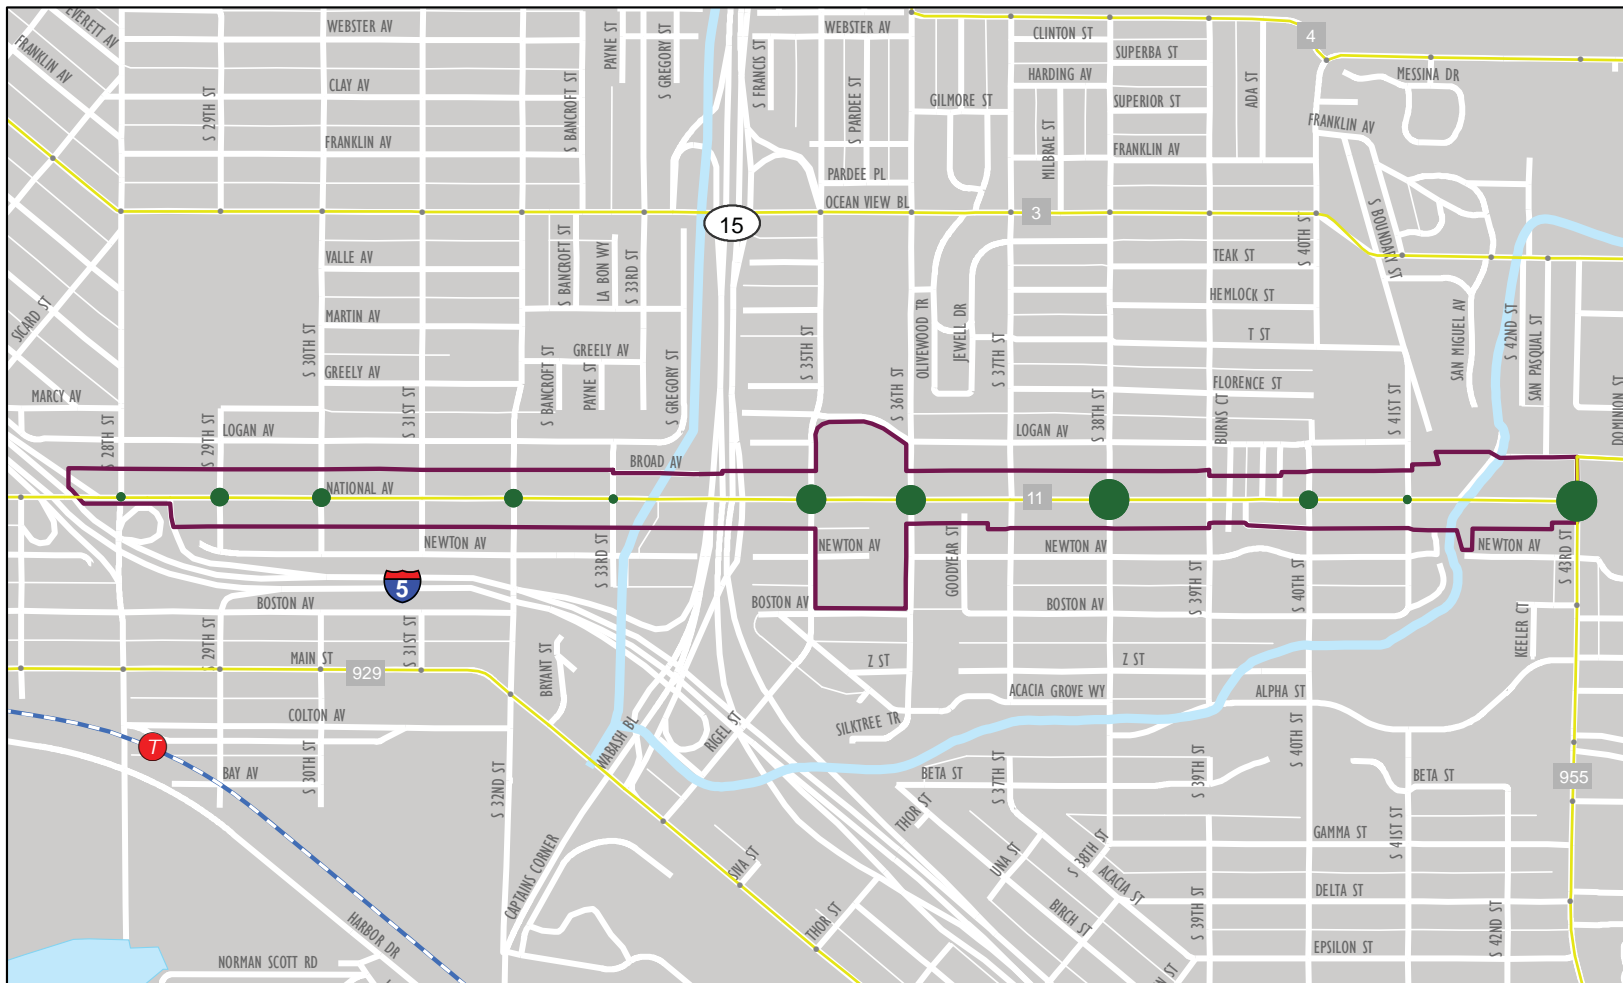 EVERETT AV
FRANKLIN AV
WEBSTER AV
PAYNE ST
S GREGORY ST
S FRANCIS ST
WEBSTER AV
CLINTON ST
SUPERBA ST
4
CLAY AV
S 29TH ST
S BANCROFT ST
S PARDEE ST
GILMORE ST
HARDING AV
MILBRAE ST
SUPERIOR ST
ADA ST
MESSINA DR
FRANKLIN AV
FRANKLIN AV
FRANKLIN AV
PARDEE PL
OCEAN VIEW BL
3
15
S BOUNDARY ST
S 40TH ST
VALLE AV
S BANCROFT ST
LA BON WY
S 33RD ST
TEAK ST
HEMLOCK ST
T ST
SICARD ST
MARTIN AV
S 30TH ST
GREELY AV
GREELY AV
S BANCROFT ST
PAYNE ST
S GREGORY ST
S 35TH ST
S 36TH ST
OLIVEWOOD TR
JEWELL DR
S 37TH ST
FLORENCE ST
SAN MIGUEL AV
S 42ND ST
SAN PASQUAL ST
DOMINION ST
MARCY AV
S 28TH ST
S 29TH ST
LOGAN AV
S 31ST ST
LOGAN AV
S 38TH ST
BURNS CT
S 41ST ST
BROAD AV
NATIONAL AV
11
NEWTON AV
S 33RD ST
NEWTON AV
GOODYEAR ST
NEWTON AV
S 39TH ST
S 40TH ST
NEWTON AV
S 43RD ST
5
BOSTON AV
BOSTON AV
BOSTON AV
KEELER CT
S 29TH ST
S 31ST ST
MAIN ST
929
BRYANT ST
Z ST
Z ST
ACACIA GROVE WY
ALPHA ST
COLTON AV
T
WABASH BL
RIGEL ST
SILKTREE TR
S 40TH ST
BAY AV
S 30TH ST
S 32ND ST
BETA ST
S 37TH ST
S 39TH ST
BETA ST
955
THOR ST
GAMMA ST
S 41ST ST
UNA ST
S 38TH ST
ACACIA ST
SIVA ST
CAPTAINS CORNER
DELTA ST
THOR ST
BIRCH ST
S 39TH ST
S 42ND ST
HARBOR DR
NORMAN SCOTT RD
EPSILON ST